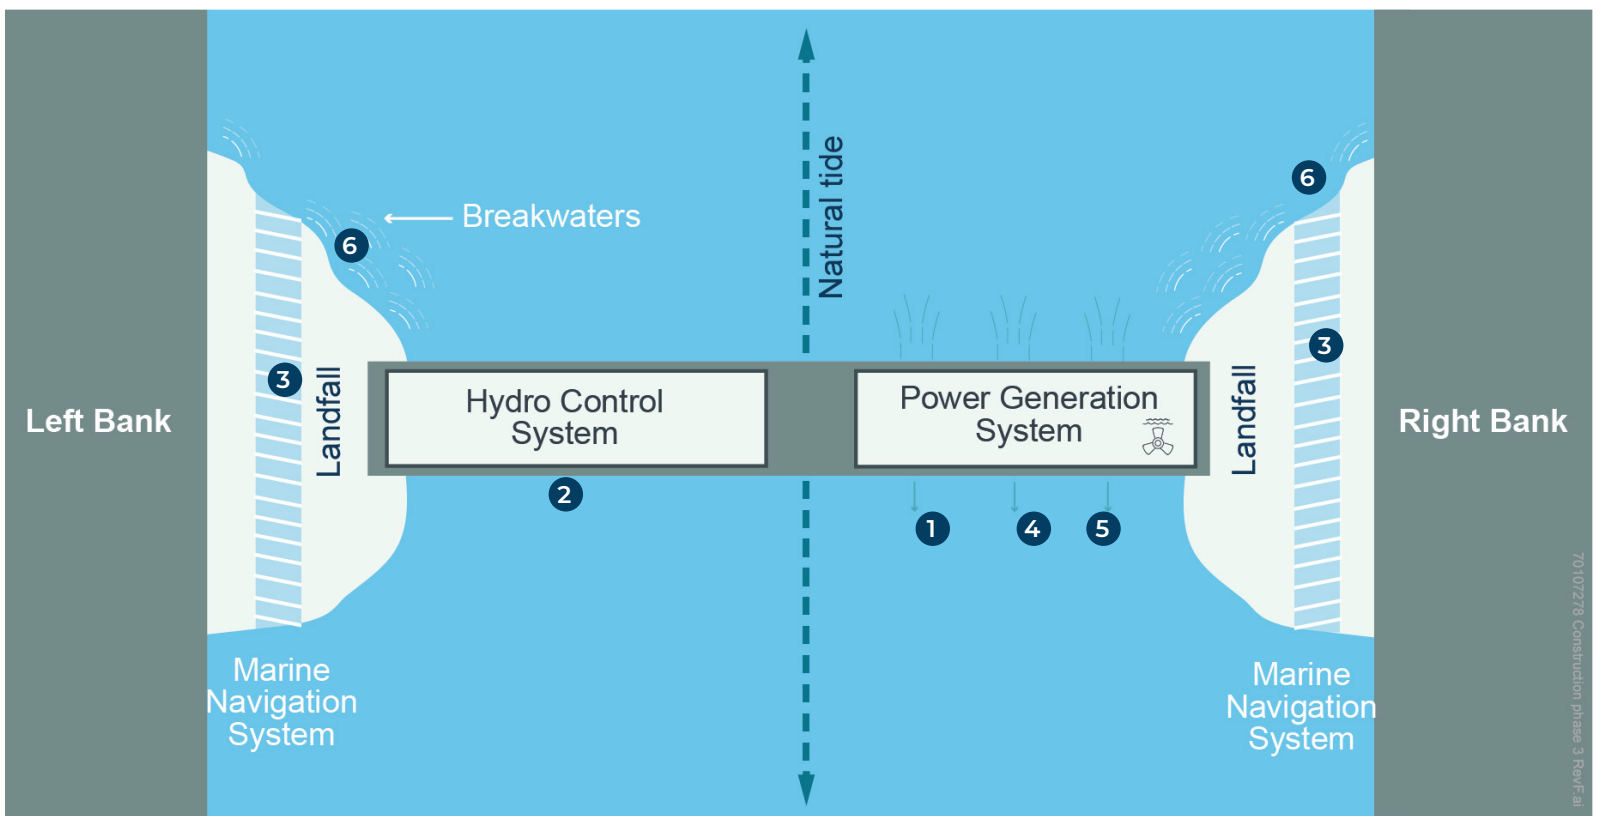 Natural tide
6
Breakwaters
6
3
3
Landfall
Hydro Control
System
Power Generation
System
Landfall
Left Bank
Right Bank
2
1
4
5
Marine
Navigation
System
Marine
Navigation
System
70107278 Construction phase 3 RevF.ai